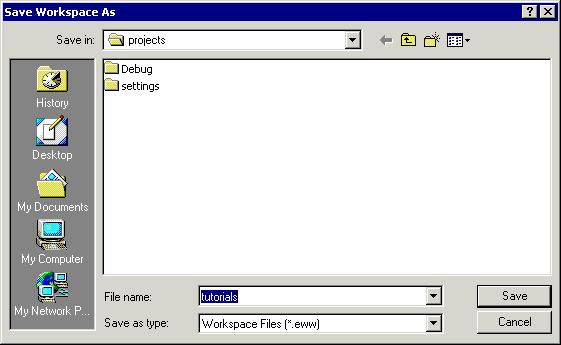 Save Workspace As
Save in: projects
Debug
settings
History
Desktop
My Documents
My Computer
My Network P...
File name: tutorials
Save
Save as type: Workspace Files (*.eww)
Cancel